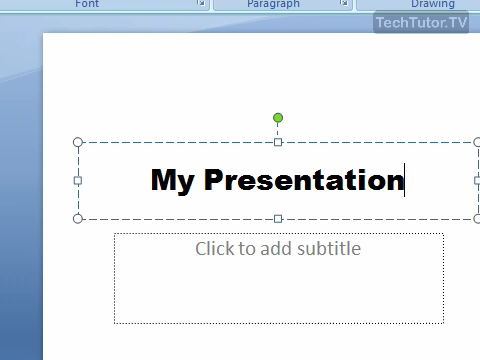 Font Paragraph Drawing
TechTutor.TV
My Presentation
Click to add subtitle